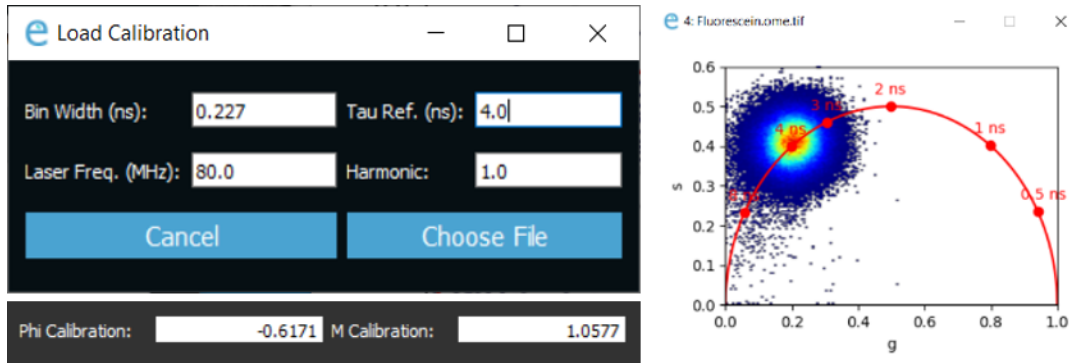 Load Calibration
Bin Width (ns): 0.227 Tau Ref. (ns): 4.0
Laser Freq. (MHz): 80.0 Harmonic: 1.0
Cancel Choose File
Phi Calibration: -0.6171 M Calibration: 1.0577
4: Fluorescein.ome.tif
0.6
0.5
0.4
0.3
0.2
0.1
0.0
s
2 ns
3 ns
1 ns
4 ns
0.5 ns
0.0 0.2 0.4 0.6 0.8 1.0
g